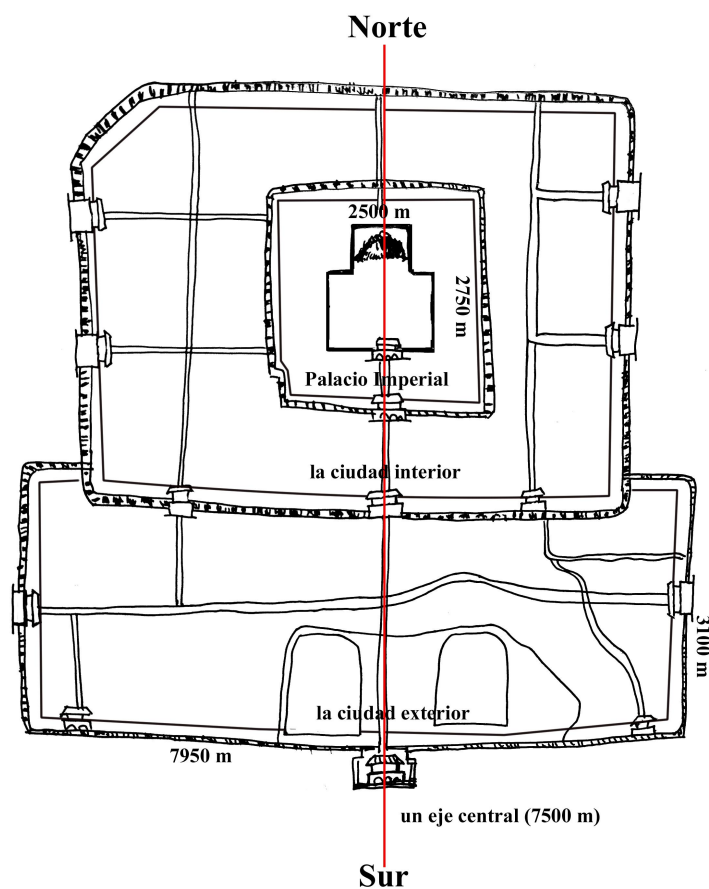 Norte
2500 m
2750 m
Palacio Imperial
la ciudad interior
3100 m
la ciudad exterior
7950 m
un eje central (7500 m)
Sur